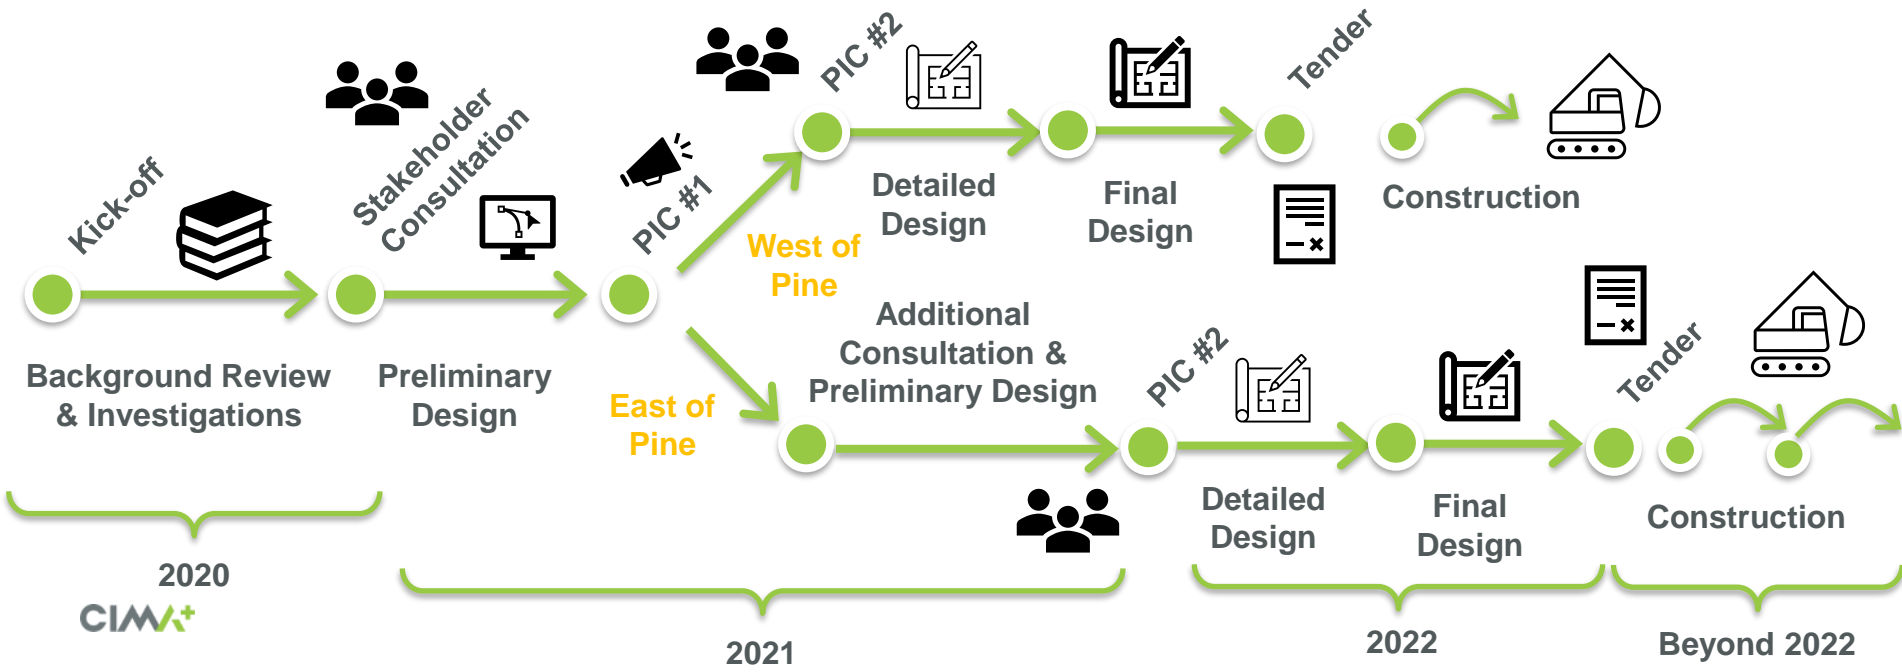 Kick-off
Stakeholder
Consultation
PIC #1
PIC #2
Tender
Detailed
Design
Final
Design
Construction
West of
Pine
Background Review
& Investigations
Preliminary
Design
East of
Pine
Additional
Consultation &
Preliminary Design
PIC #2
Tender
Detailed
Design
Final
Design
Construction
2020
2021
2022
Beyond 2022
CIMA+